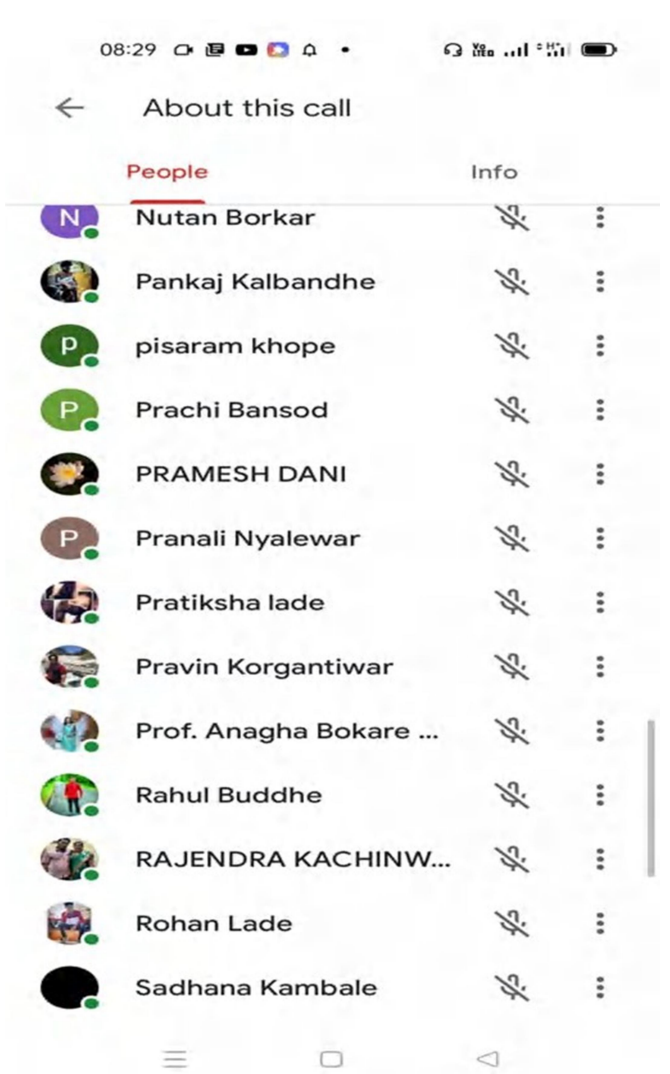 08:29
About this call
People Info
N Nutan Borkar
Pankaj Kalbandhe
p pisaram khope
P Prachi Bansod
PRAMESH DANI
P Pranali Nyalewar
Pratiksha lade
Pravin Korgantiwar
Prof. Anagha Bokare ...
Rahul Buddhe
RAJENDRA KACHINW...
Rohan Lade
Sadhana Kambale